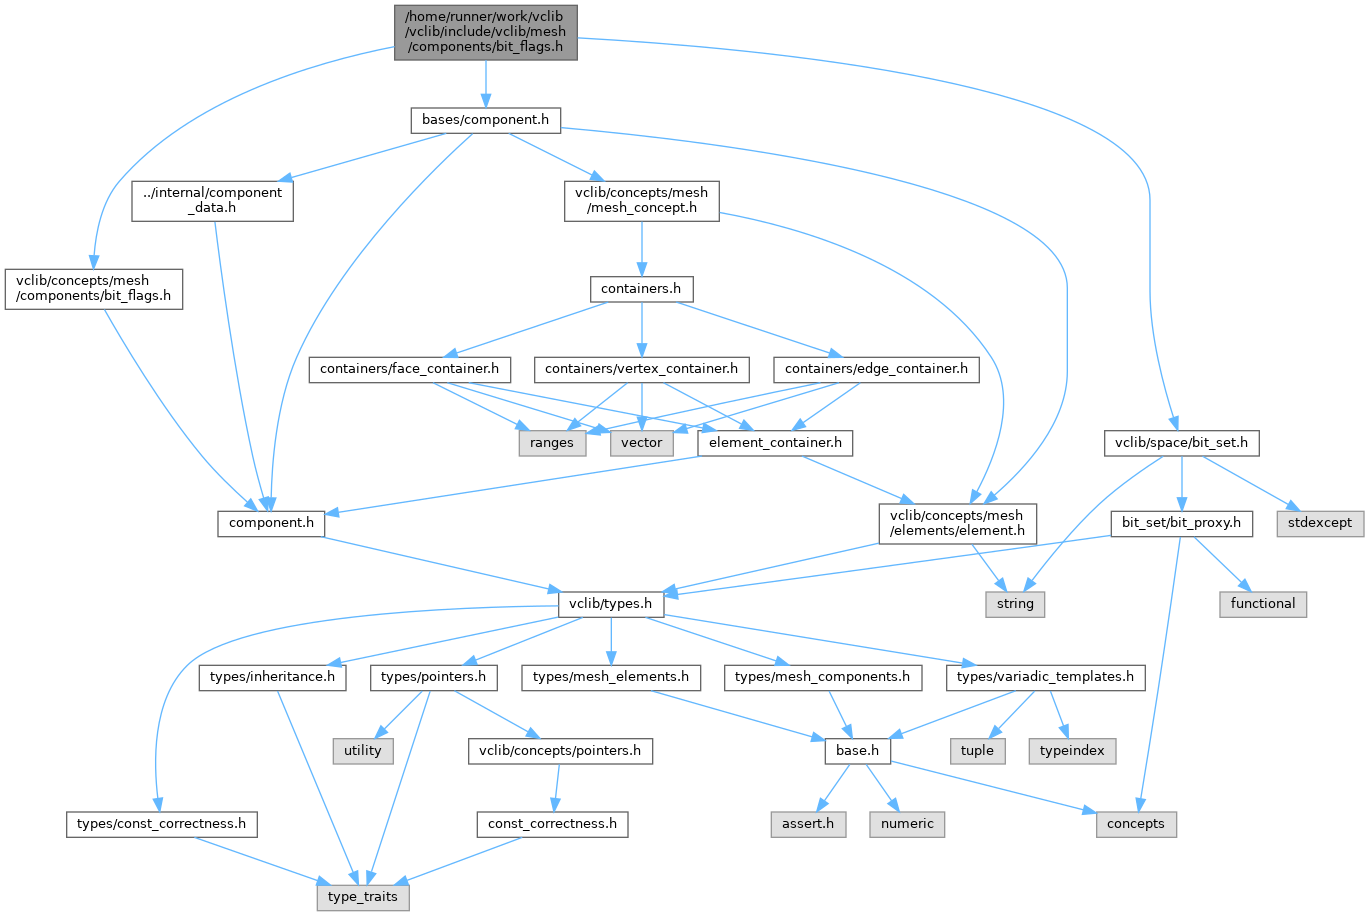 /home/runner/work/vclib
/vclib/include/vclib/mesh
/components/bit_flags.h
bases/component.h
../internal/component
_data.h
vclib/concepts/mesh
/mesh_concept.h
vclib/concepts/mesh
/components/bit_flags.h
containers.h
containers/face_container.h
containers/vertex_container.h
containers/edge_container.h
ranges
vector
element_container.h
vclib/space/bit_set.h
component.h
vclib/concepts/mesh
/elements/element.h
bit_set/bit_proxy.h
stdexcept
vclib/types.h
string
functional
types/inheritance.h
types/pointers.h
types/mesh_elements.h
types/mesh_components.h
types/variadic_templates.h
utility
vclib/concepts/pointers.h
base.h
tuple
typeindex
types/const_correctness.h
const_correctness.h
assert.h
numeric
concepts
type_traits